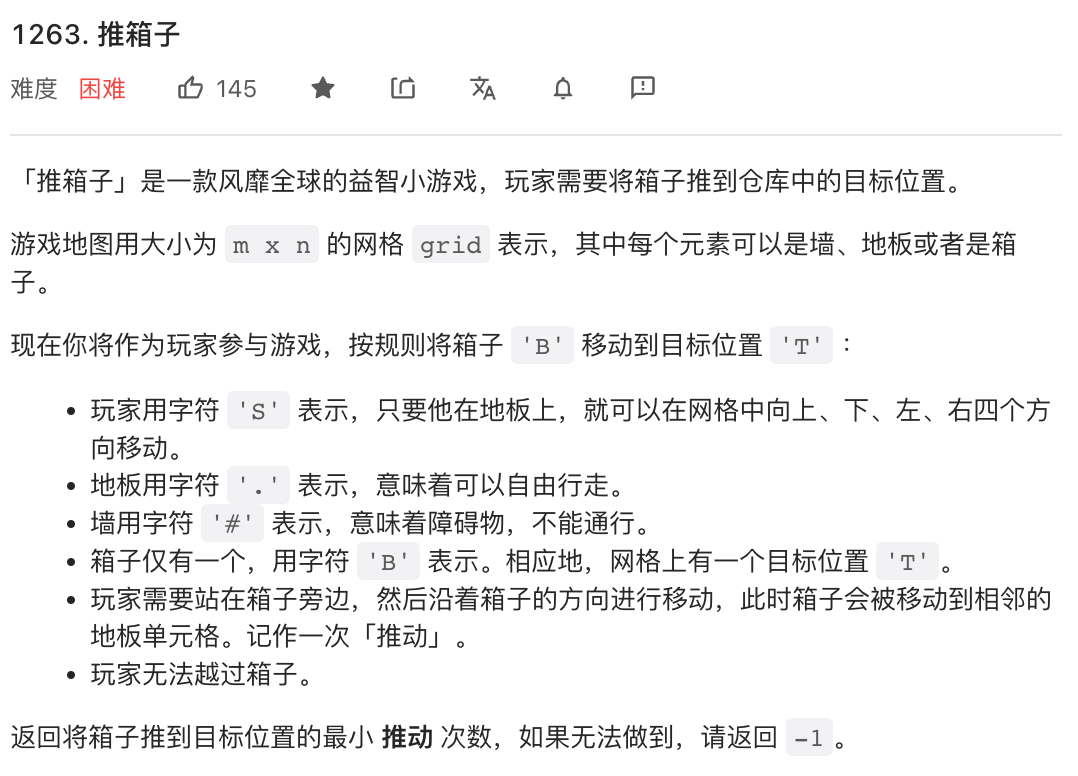 1263. 推箱子
难度 困难 145
「推箱子」是一款风靡全球的益智小游戏，玩家需要将箱子推到仓库中的目标位置。
游戏地图用大小为 m x n 的网格 grid 表示，其中每个元素可以是墙、地板或者是箱
子。
现在你将作为玩家参与游戏，按规则将箱子 'B' 移动到目标位置 'T' ：
• 玩家用字符 'S' 表示，只要他在地板上，就可以在网格中向上、下、左、右四个方
向移动。
• 地板用字符 '.' 表示，意味着可以自由行走。
• 墙用字符 '#' 表示，意味着障碍物，不能通行。
• 箱子仅有一个，用字符 'B' 表示。相应地，网格上有一个目标位置 'T'。
• 玩家需要站在箱子旁边，然后沿着箱子的方向进行移动，此时箱子会被移动到相邻的
地板单元格。记作一次「推动」。
• 玩家无法越过箱子。
返回将箱子推到目标位置的最小 推动 次数，如果无法做到，请返回 -1。